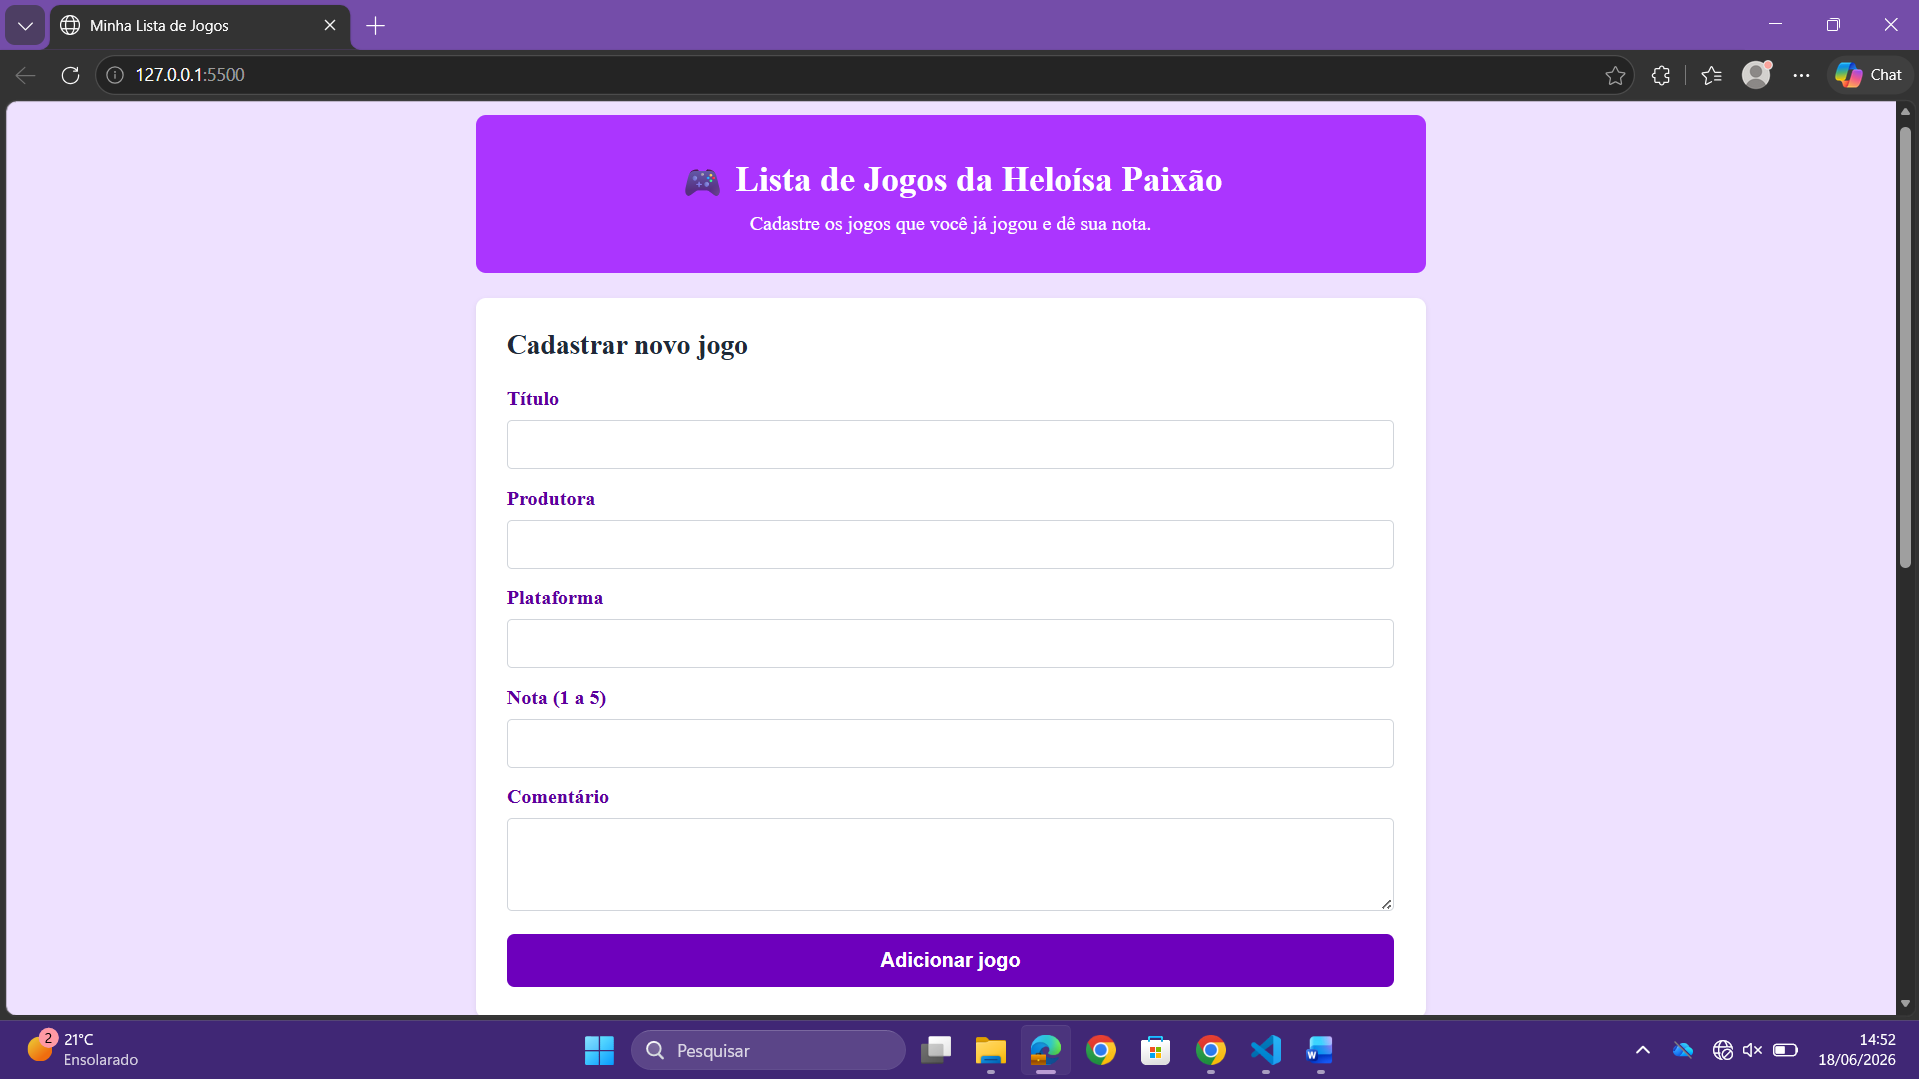 Minha Lista de Jogos
127.0.0.1:5500
Chat
Lista de Jogos da Heloísa Paixão
Cadastre os jogos que você já jogou e dê sua nota.
Cadastrar novo jogo
Título
Produtora
Plataforma
Nota (1 a 5)
Comentário
Adicionar jogo
2
21°C
Ensolarado
Pesquisar
W
14:52
18/06/2026